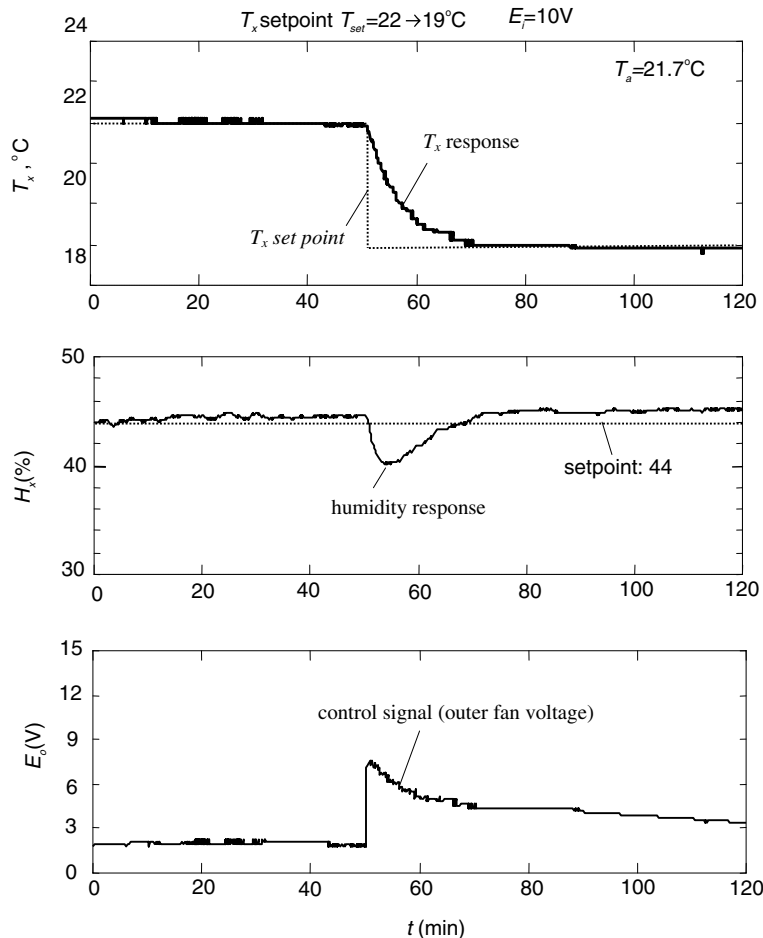 Tx setpoint Tset=22→19°C Ei=10V
24
Ta=21.7°C
22
Tx response
Tx , °C
20
Tx set point
18
0 20 40 60 80 100 120
50
Hx(%)
40
setpoint: 44
humidity response
30
0 20 40 60 80 100 120
15
12
control signal (outer fan voltage)
9
Eo(V)
6
3
0
0 20 40 60 80 100 120
t (min)